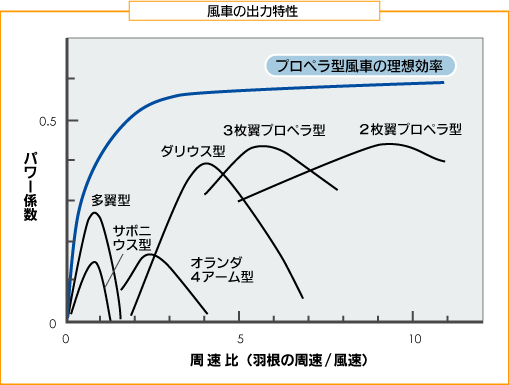 風車の出力特性
プロペラ型風車の理想効率
3枚翼プロペラ型
2枚翼プロペラ型
ダリウス型
多翼型
サボニ
ウス型
オランダ
4アーム型
パワー係数
0.5
0
0
5
10
周速比（羽根の周速/風速）